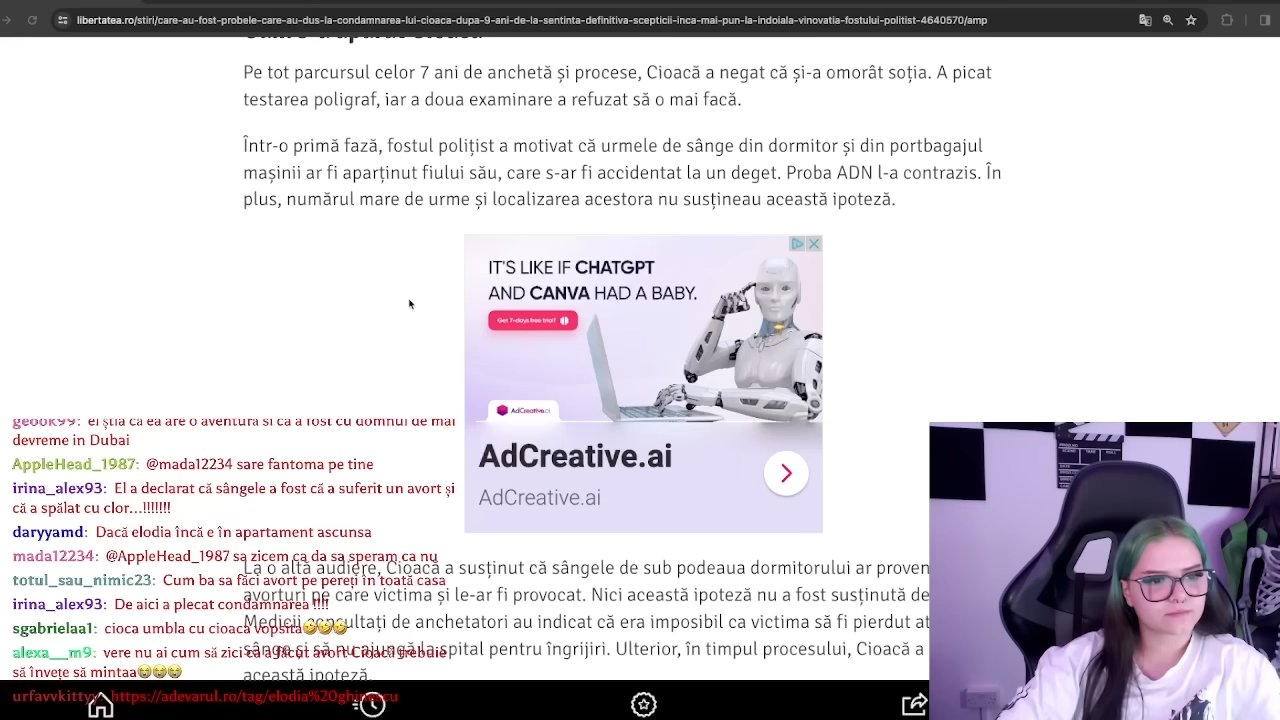 libertatea.ro/stiri/care-au-fost-probele-care-au-dus-la-condamnarea-lui-cioaca-dupa-9-ani-de-la-sentinta-definitiva-scepticii-inca-mai-pun-la-indoiala-vinovatia-fostului-politist-4640570/amp
Pe tot parcursul celor 7 ani de anchetă și procese, Cioacă a negat că și-a omorât soția. A picat
testarea poligraf, iar a doua examinare a refuzat să o mai facă.
Într-o primă fază, fostul polițist a motivat că urmele de sânge din dormitor și din portbagajul
mașinii ar fi aparținut fiului său, care s-ar fi accidentat la un deget. Proba ADN l-a contrazis. În
plus, numărul mare de urme și localizarea acestora nu susțineau această ipoteză.
IT'S LIKE IF CHATGPT
AND CANVA HAD A BABY.
Get 7-days free trial!
AdCreative.ai
AdCreative.ai
AdCreative.ai
geook99: el știa că ea are o aventura si ca a fost cu domnul de mai
devreme in Dubai
AppleHead_1987: @mada12234 sare fantoma pe tine
irina_alex93: El a declarat că sângele a fost că a suferit un avort și
că a spălat cu clor...!!!!!!!
daryyamd: Dacă elodia încă e în apartament ascunsa
mada12234: @AppleHead_1987 sa zicem ca da sa speram ca nu
totul_sau_nimic23: Cum ba sa făci avort pe pereți in toată casa
irina_alex93: De aici a plecat condamnarea !!!!
sgabrielaa1: cioca umbla cu cioaca vopsita🤔🤔🤔
alexa__m9: vere nu ai cum să zici că a făcut avort Cioacă trebuie
să învețe să mintaa😭😭😭
urfavvkittyy: https://adevarul.ro/tag/elodia%20ghinescu
La o altă audiere, Cioacă a susținut că sângele de sub podeaua dormitorului ar proven
avorturi pe care victima și le-ar fi provocat. Nici această ipoteză nu a fost susținută de
Medicii consultați de anchetatori au indicat că era imposibil ca victima să fi pierdut at
sânge și să nu ajungă la spital pentru îngrijiri. Ulterior, în timpul procesului, Cioacă a
această ipoteză.